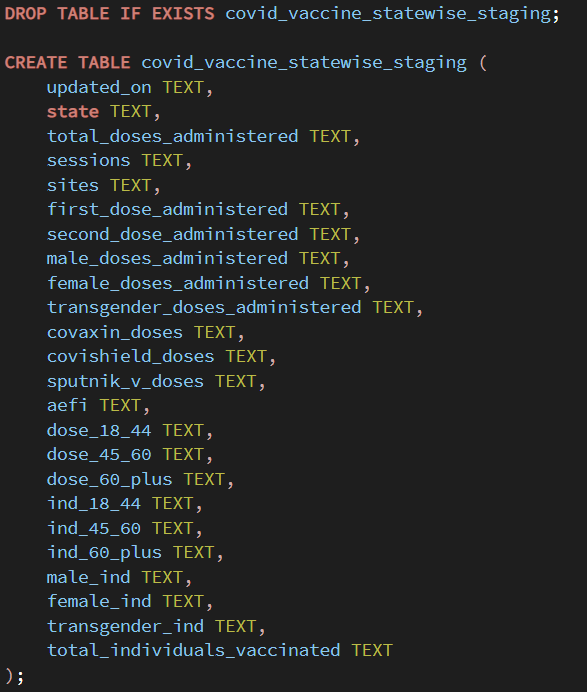 DROP TABLE IF EXISTS covid_vaccine_statewise_staging;
CREATE TABLE covid_vaccine_statewise_staging (
updated_on TEXT,
state TEXT,
total_doses_administered TEXT,
sessions TEXT,
sites TEXT,
first_dose_administered TEXT,
second_dose_administered TEXT,
male_doses_administered TEXT,
female_doses_administered TEXT,
transgender_doses_administered TEXT,
covaxin_doses TEXT,
covishield_doses TEXT,
sputnik_v_doses TEXT,
aefi TEXT,
dose_18_44 TEXT,
dose_45_60 TEXT,
dose_60_plus TEXT,
ind_18_44 TEXT,
ind_45_60 TEXT,
ind_60_plus TEXT,
male_ind TEXT,
female_ind TEXT,
transgender_ind TEXT,
total_individuals_vaccinated TEXT
);